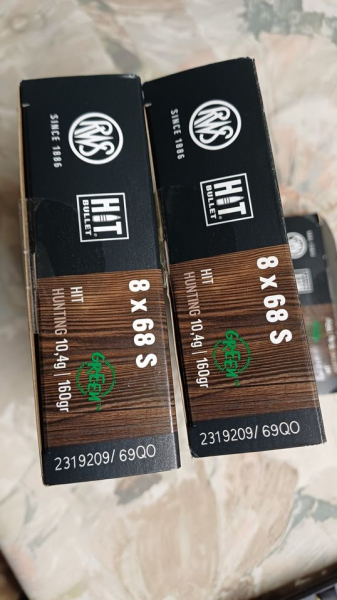 RWS
SINCE 1886
HIT
BULLET
8 x 68 S
HIT
HUNTING 10,4g | 160gr
GREEN
2319209/ 69QO
RWS
SINCE 1886
HIT
BULLET
8 x 68 S
HIT
HUNTING 10,4g | 160gr
GREEN
2319209/ 69QO